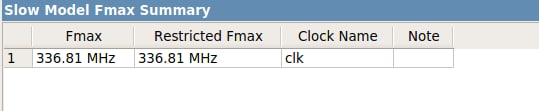 Slow Model Fmax Summary
Fmax Restricted Fmax Clock Name Note
1 336.81 MHz 336.81 MHz clk